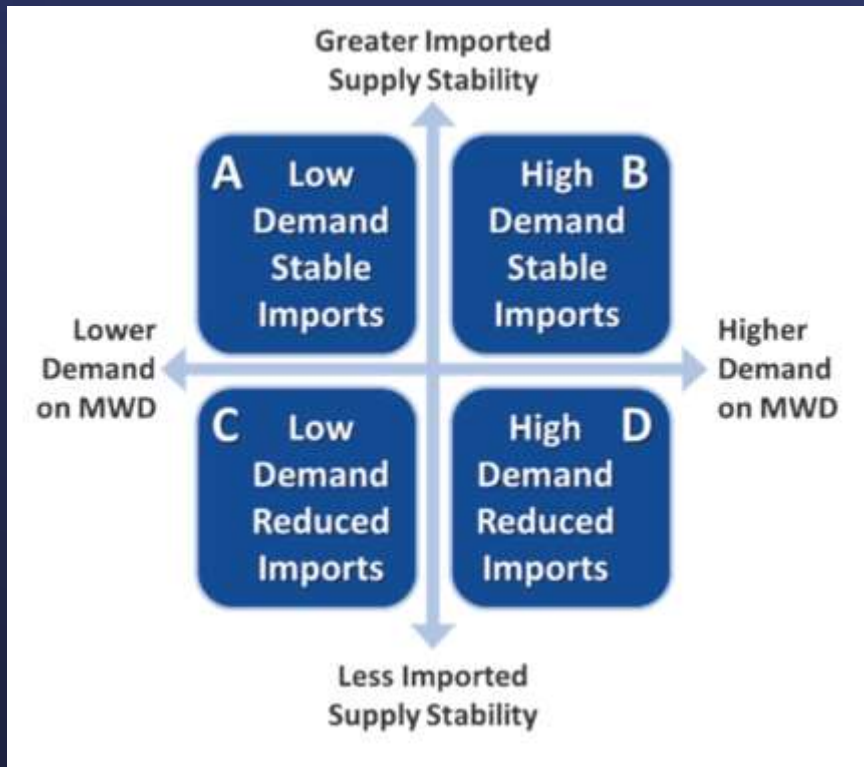 Greater Imported
Supply Stability
A Low
Demand
Stable
Imports
High B
Demand
Stable
Imports
Lower
Demand
on MWD
Higher
Demand
on MWD
C Low
Demand
Reduced
Imports
High D
Demand
Reduced
Imports
Less Imported
Supply Stability